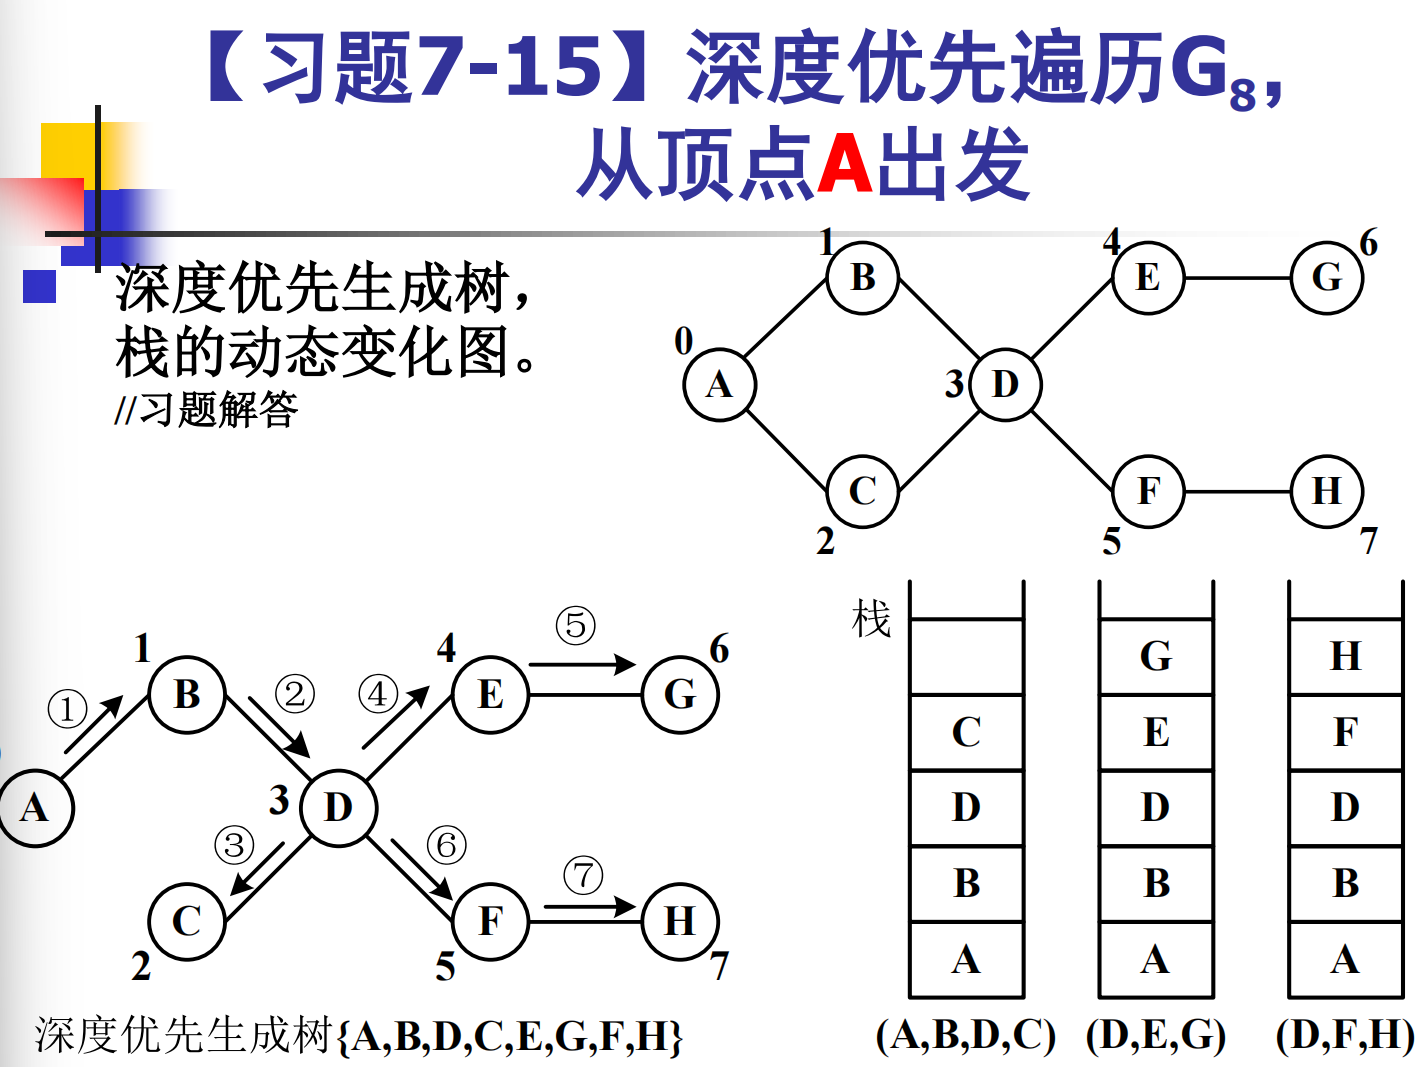 【习题7-15】深度优先遍历G8，
从顶点A出发
深度优先生成树，
栈的动态变化图。
//习题解答
1 4 6
B E G
0
A 3 D
C F H
2 5 7
栈
⑤
1 4 6
① B ② ④ E G
A 3 D
③ ⑥ ⑦
C F H
2 5 7
深度优先生成树{A,B,D,C,E,G,F,H}
G H
C E F
D D D
B B B
A A A
(A,B,D,C) (D,E,G) (D,F,H)